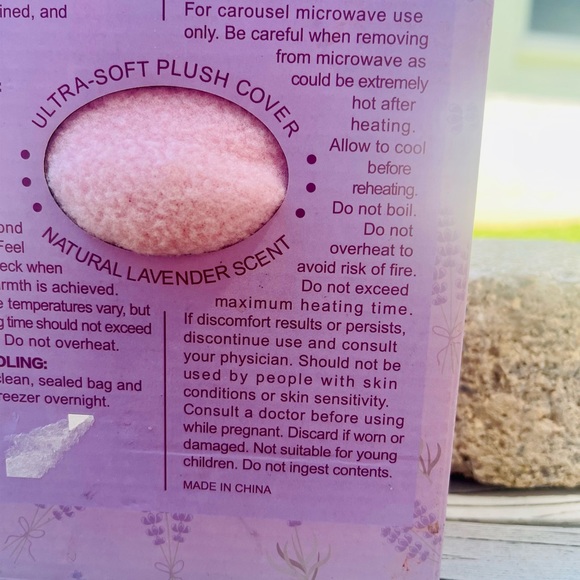 ined, and
ULTRA-SOFT PLUSH COVER
NATURAL LAVENDER SCENT
ond
Feel
eck when
rmth is achieved.
e temperatures vary, but
g time should not exceed
Do not overheat.
DLING:
clean, sealed bag and
reezer overnight.
For carousel microwave use
only. Be careful when removing
from microwave as
could be extremely
hot after
heating.
Allow to cool
before
reheating.
Do not boil.
Do not
overheat to
avoid risk of fire.
Do not exceed
maximum heating time.
If discomfort results or persists,
discontinue use and consult
your physician. Should not be
used by people with skin
conditions or skin sensitivity.
Consult a doctor before using
while pregnant. Discard if worn or
damaged. Not suitable for young
children. Do not ingest contents.
MADE IN CHINA